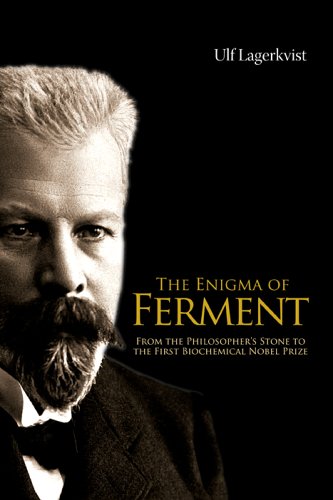 Ulf Lagerkvist
The Enigma of
Ferment
From the Philosopher's Stone to
the First Biochemical Nobel Prize